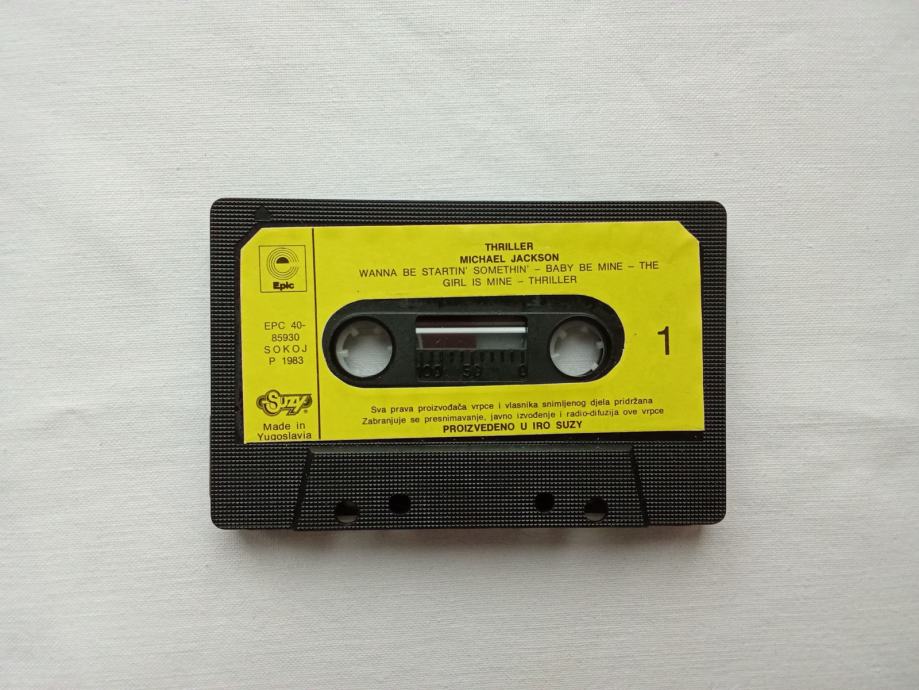 THRILLER
MICHAEL JACKSON
WANNA BE STARTIN' SOMETHIN' – BABY BE MINE – THE
GIRL IS MINE – THRILLER
Epic
EPC 40-
85930
SOKOJ
P 1983
SUZY
Made in
Yugoslavia
1
100 50 0
Sva prava proizvođača vrpce i vlasnika snimljenog djela pridržana
Zabranjuje se presnimavanje, javno izvođenje i radio-difuzija ove vrpce
PROIZVEDENO U IRO SUZY